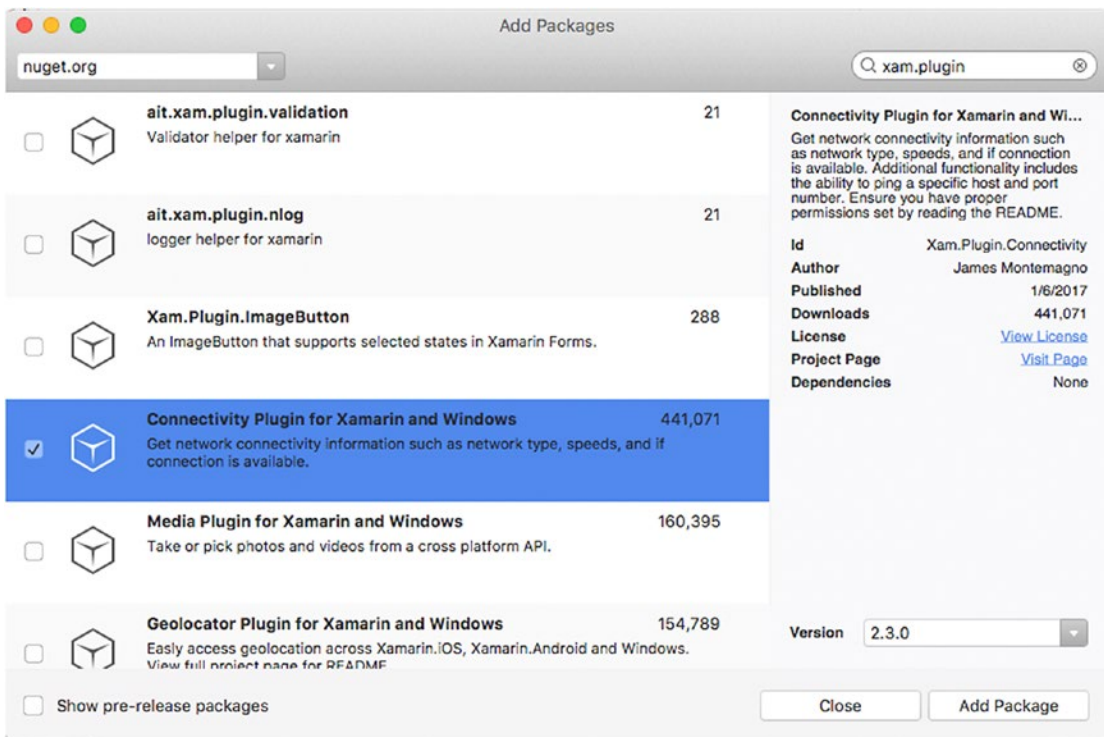 Add Packages
nuget.org
xam.plugin
ait.xam.plugin.validation 21
Validator helper for xamarin
ait.xam.plugin.nlog 21
logger helper for xamarin
Xam.Plugin.ImageButton 288
An ImageButton that supports selected states in Xamarin Forms.
Connectivity Plugin for Xamarin and Windows 441,071
Get network connectivity information such as network type, speeds, and if
connection is available.
Media Plugin for Xamarin and Windows 160,395
Take or pick photos and videos from a cross platform API.
Geolocator Plugin for Xamarin and Windows 154,789
Easly access geolocation across Xamarin.iOS, Xamarin.Android and Windows.
View full project page for README
Connectivity Plugin for Xamarin and Wi...
Get network connectivity information such
as network type, speeds, and if connection
is available. Additional functionality includes
the ability to ping a specific host and port
number. Ensure you have proper
permissions set by reading the README.
Id Xam.Plugin.Connectivity
Author James Montemagno
Published 1/6/2017
Downloads 441,071
License View License
Project Page Visit Page
Dependencies None
Version 2.3.0
Show pre-release packages
Close
Add Package